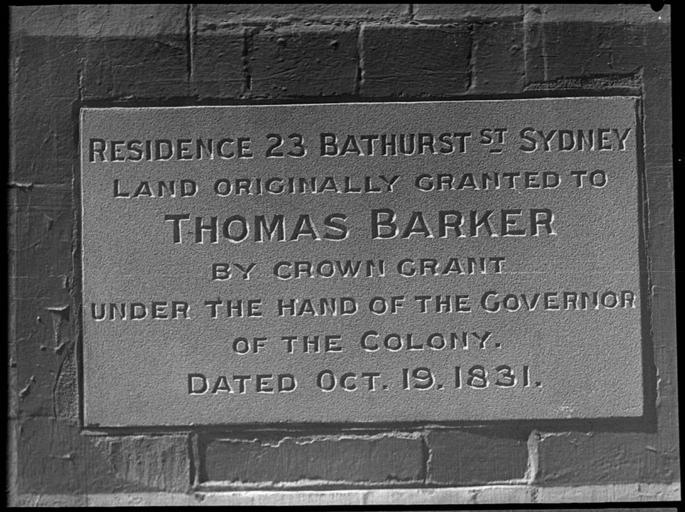 RESIDENCE 23 BATHURST ST SYDNEY
LAND ORIGINALLY GRANTED TO
THOMAS BARKER
BY CROWN GRANT
UNDER THE HAND OF THE GOVERNOR
OF THE COLONY.
DATED OCT. 19. 1831.